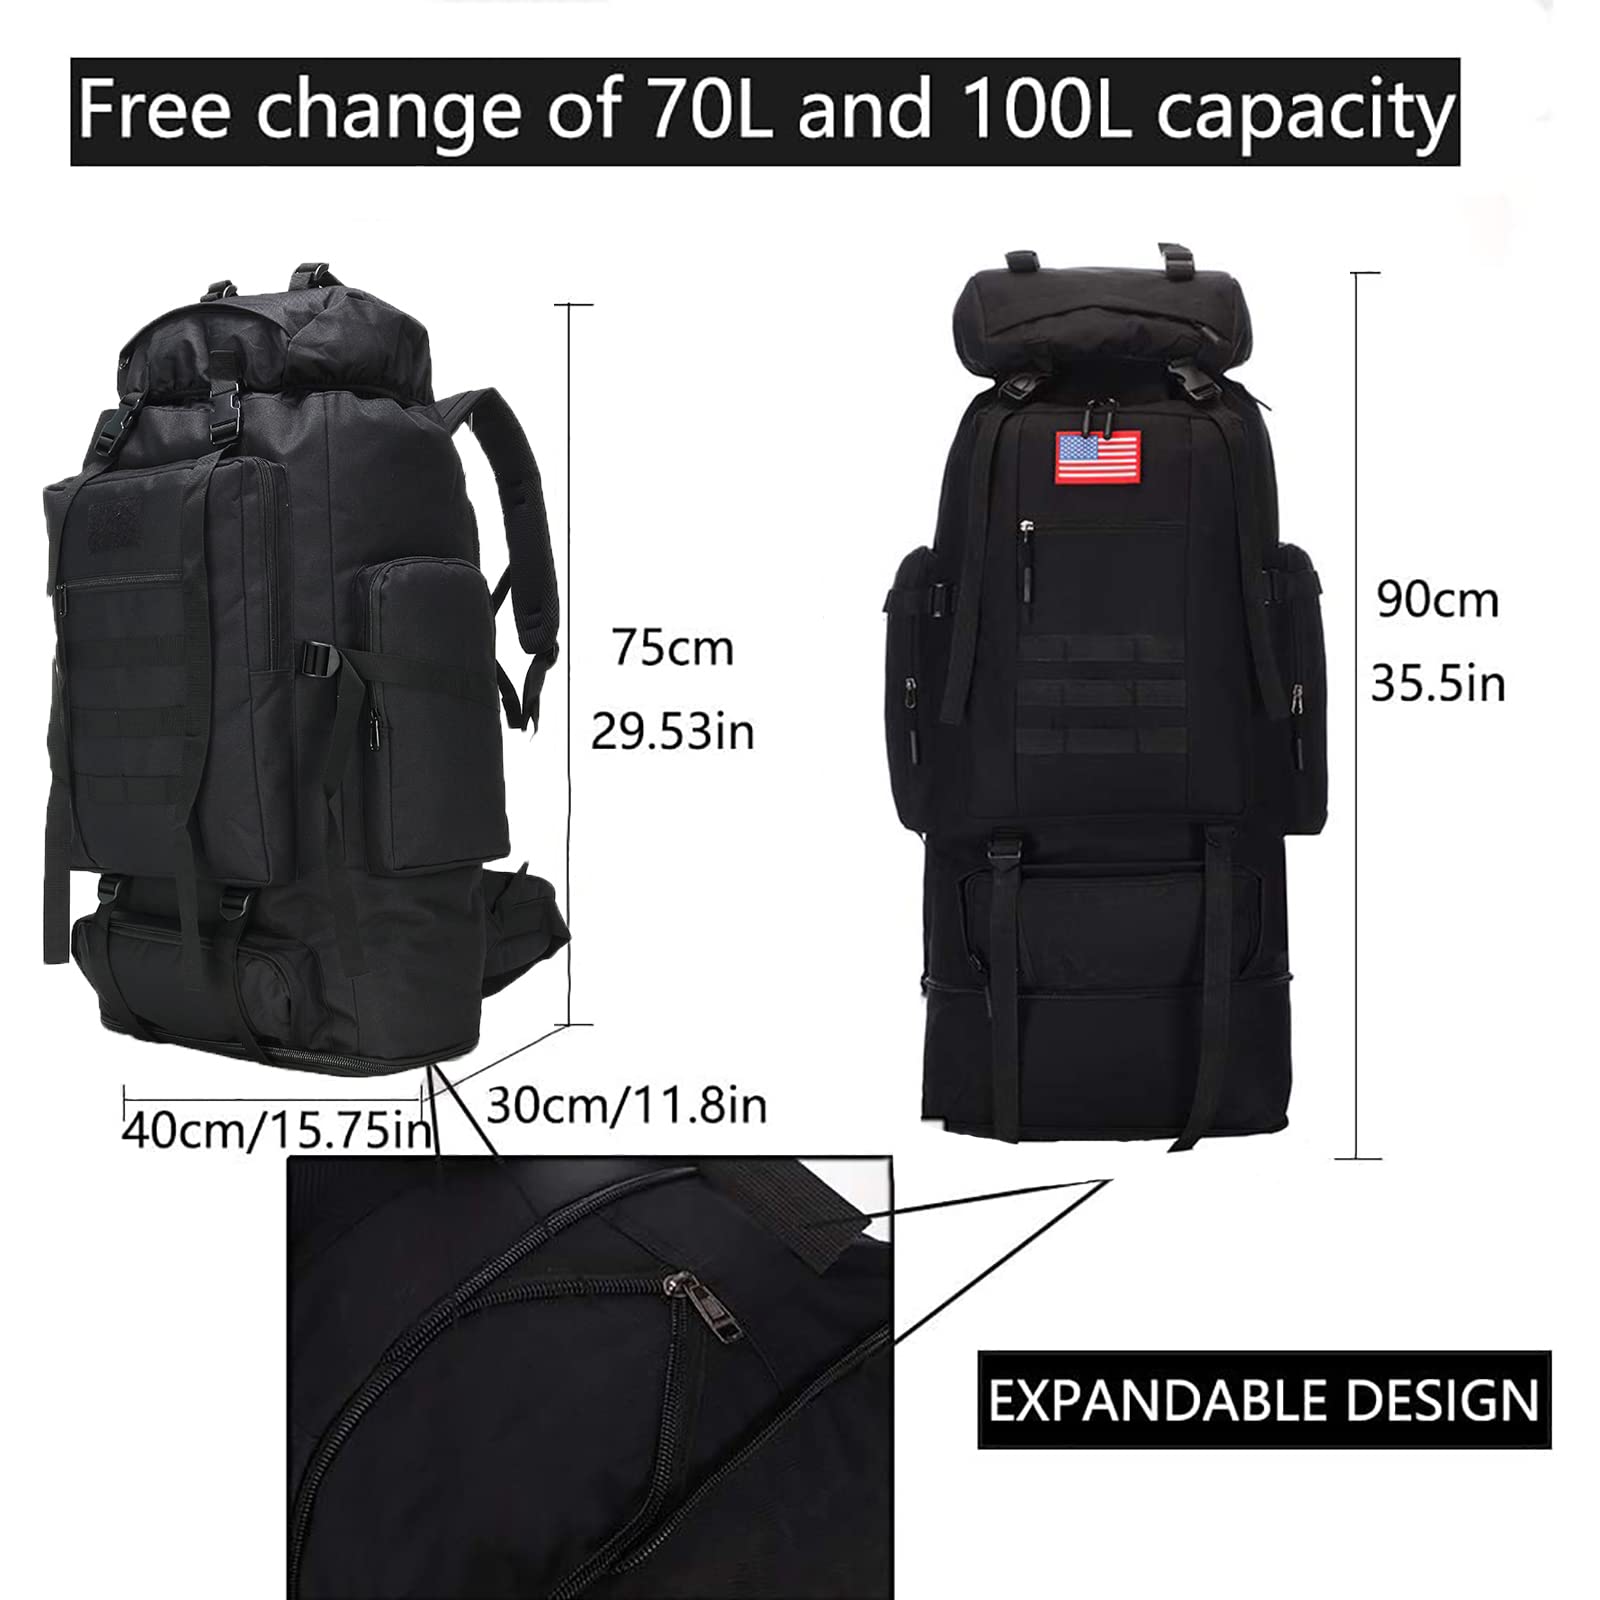 Free change of 70L and 100L capacity
75cm
29.53in
90cm
35.5in
40cm/15.75in
30cm/11.8in
EXPANDABLE DESIGN